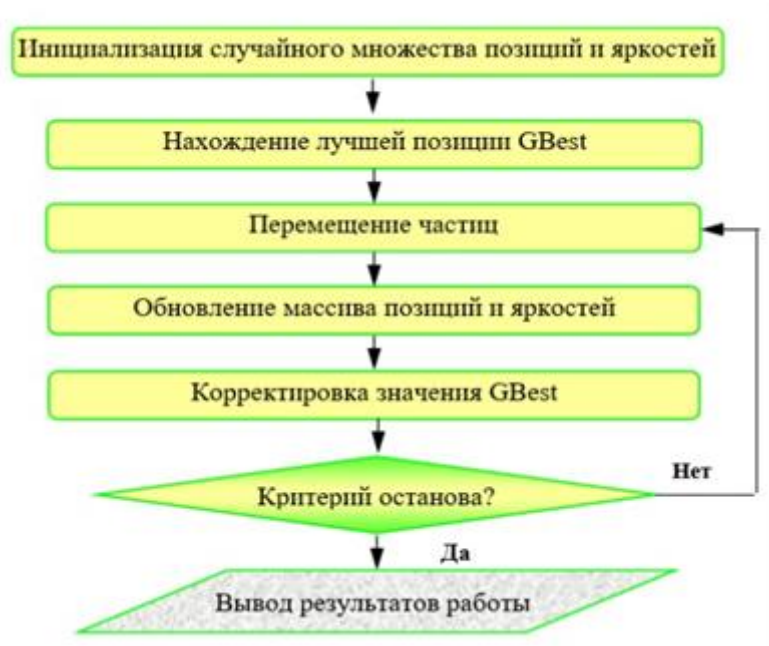 Инициализация случайного множества позиций и яркостей
Нахождение лучшей позиции GBest
Перемещение частиц
Обновление массива позиций и яркостей
Корректировка значения GBest
Критерий останова?
Нет
Да
Вывод результатов работы